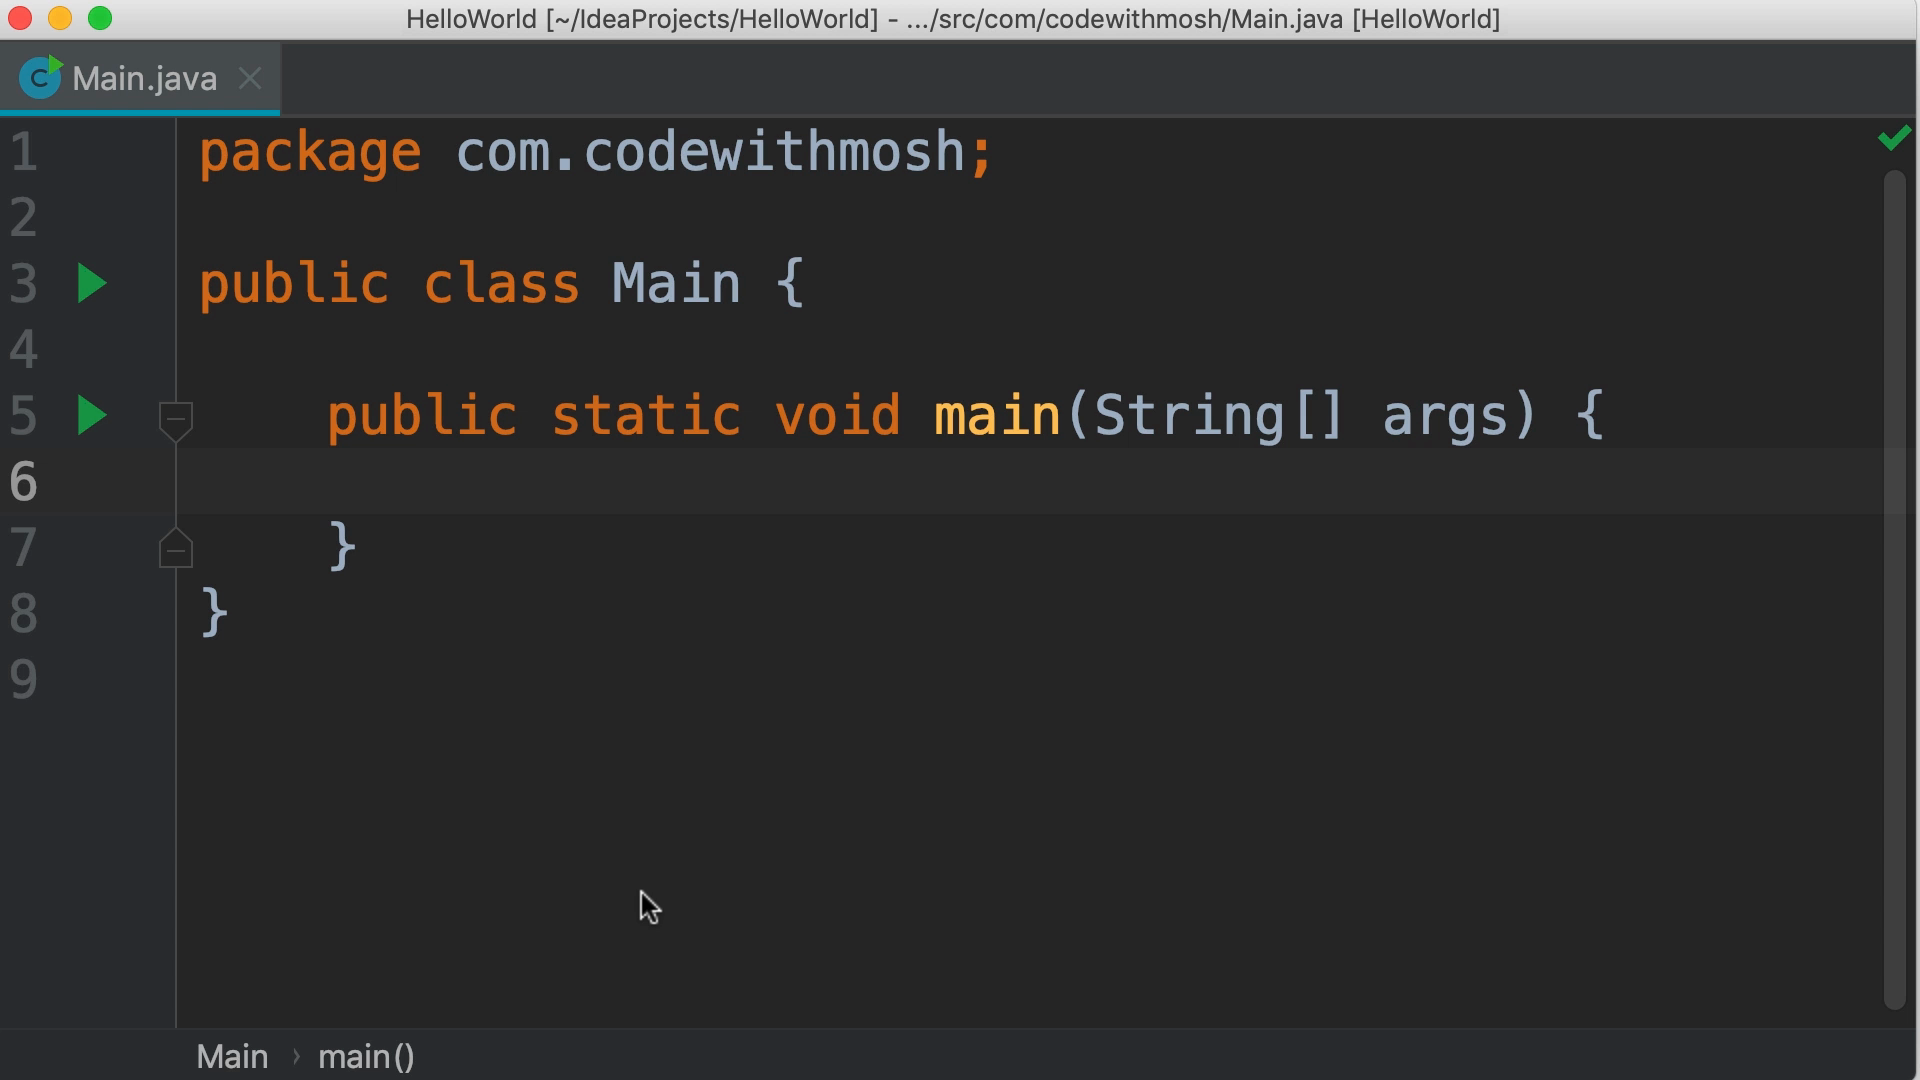 HelloWorld [~/IdeaProjects/HelloWorld] - .../src/com/codewithmosh/Main.java [HelloWorld]
C Main.java
1 package com.codewithmosh;
2
3 public class Main {
4
5 public static void main(String[] args) {
6
7 }
8 }
9
Main › main()